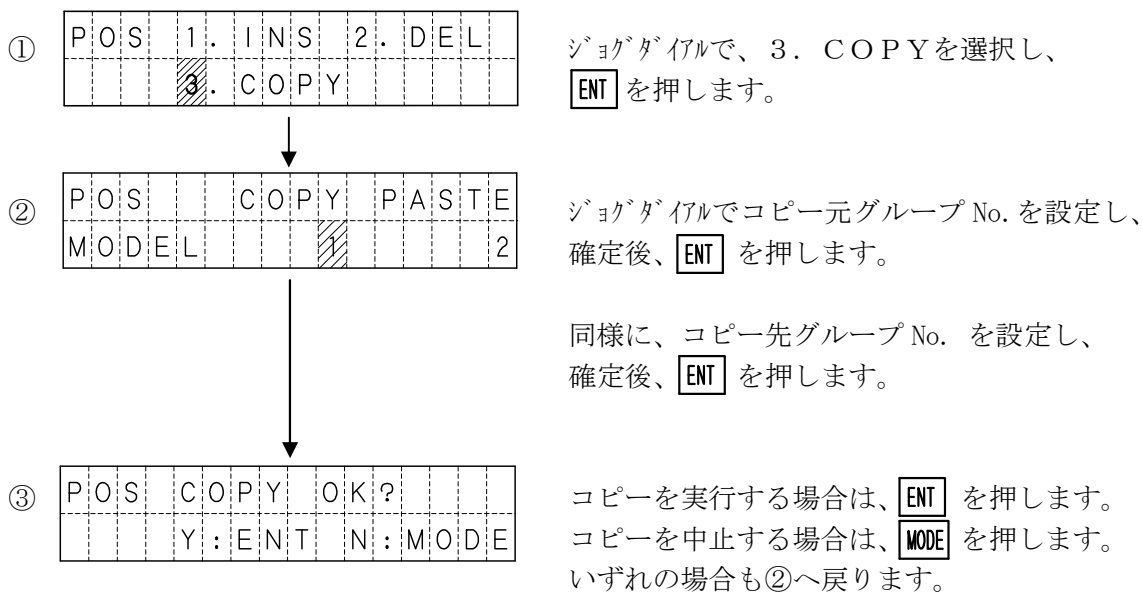 ①
POS 1. INS 2. DEL
3. COPY
ジョグダイアルで、3．COPYを選択し、
ENT を押します。
②
POS COPY PASTE
MODEL 1 2
ジョグダイアルでコピー元グループ No. を設定し、
確定後、ENT を押します。
同様に、コピー先グループ No. を設定し、
確定後、ENT を押します。
③
POS COPY OK?
Y:ENT N:MODE
コピーを実行する場合は、ENT を押します。
コピーを中止する場合は、MODE を押します。
いずれの場合も②へ戻ります。